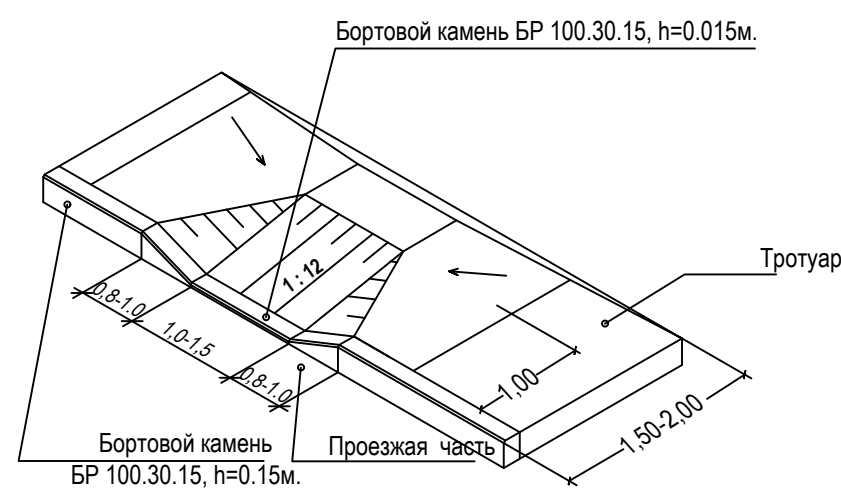 Бортовой камень БР 100.30.15, h=0.015м.
Тротуар
1 : 12
0,8-1.0
1,0-1,5
0,8-1.0
1,00
1,50-2,00
Бортовой камень
БР 100.30.15, h=0.15м.
Проезжая часть